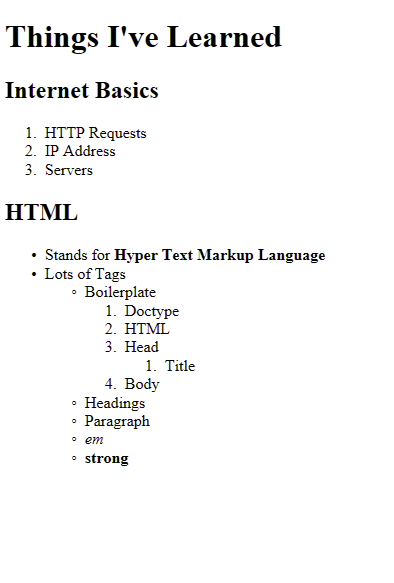 Things I've Learned
Internet Basics
1. HTTP Requests
2. IP Address
3. Servers
HTML
• Stands for Hyper Text Markup Language
• Lots of Tags
◦ Boilerplate
1. Doctype
2. HTML
3. Head
1. Title
4. Body
◦ Headings
◦ Paragraph
◦ em
◦ strong